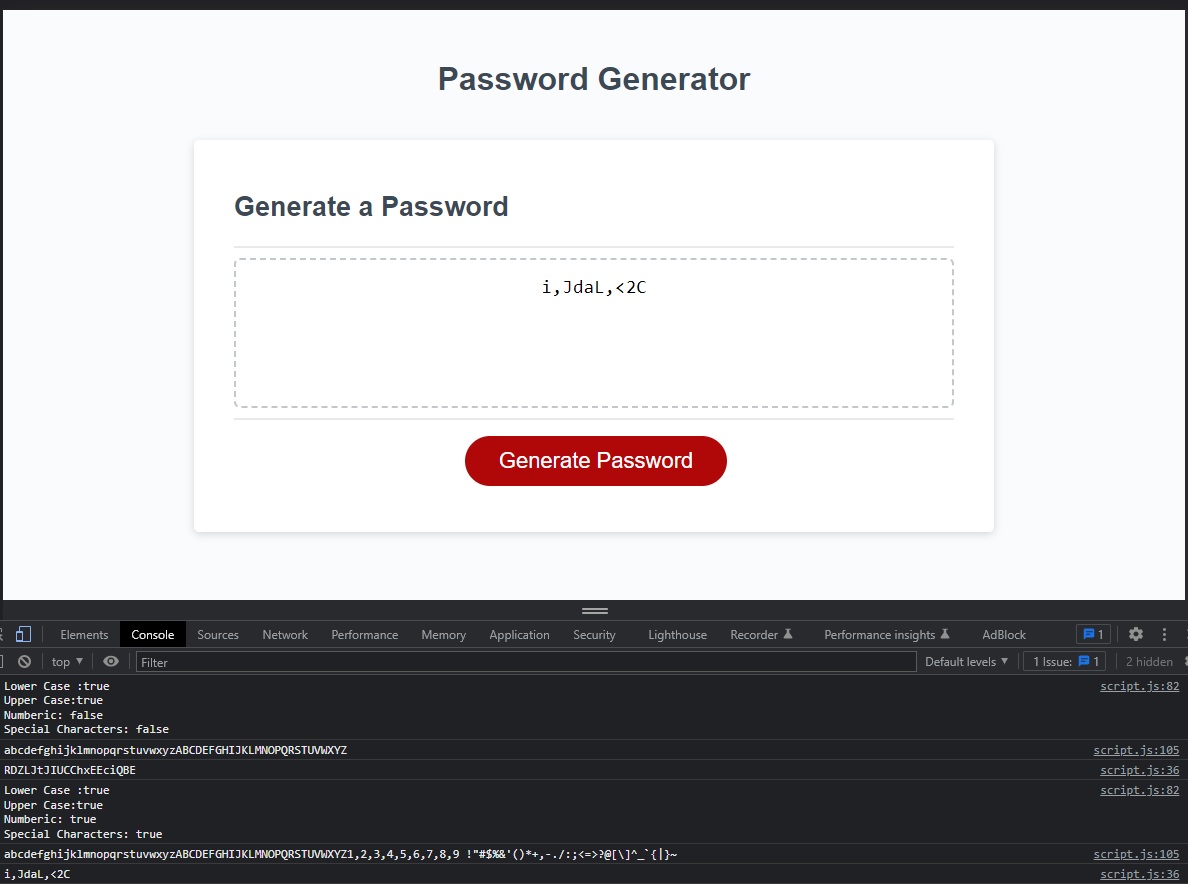 Password Generator
Generate a Password
i,JdaL,<2C
Generate Password
Elements Console Sources Network Performance Memory Application Security Lighthouse Recorder Performance insights AdBlock 1
top Filter Default levels 1 Issue: 1 2 hidden
Lower Case :true script.js:82
Upper Case:true
Numberic: false
Special Characters: false
abcdefghijklmnopqrstuvwxyzABCDEFGHIJKLMNOPQRSTUVWXYZ script.js:105
RDZLJtJIUCChxEEciQBE script.js:36
Lower Case :true script.js:82
Upper Case:true
Numberic: true
Special Characters: true
abcdefghijklmnopqrstuvwxyzABCDEFGHIJKLMNOPQRSTUVWXYZ1,2,3,4,5,6,7,8,9 !"#$%&'()*+,-./:;<=>?@[\]^_`{|}~ script.js:105
i,JdaL,<2C script.js:36